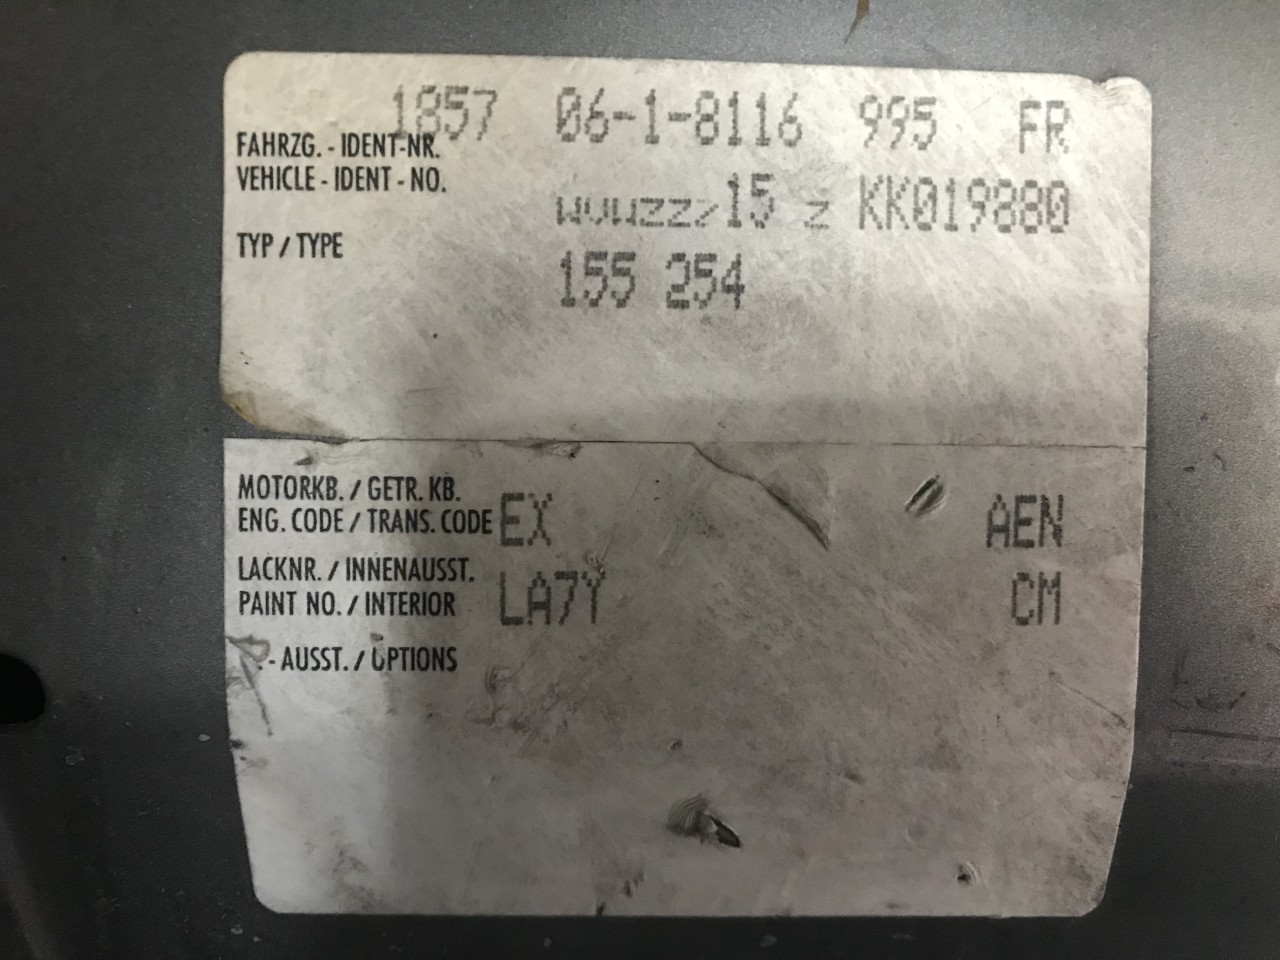 1857 06-1-8116 995 FR
FAHRZG. - IDENT-NR.
VEHICLE - IDENT - NO.
WVWZZZ15 Z KK019880
TYP / TYPE
155 254
MOTORKB. / GETR. KB.
ENG. CODE / TRANS. CODE EX AEN
LACKNR. / INNENAUSST.
PAINT NO. / INTERIOR LA7Y CM
- AUSST. / OPTIONS